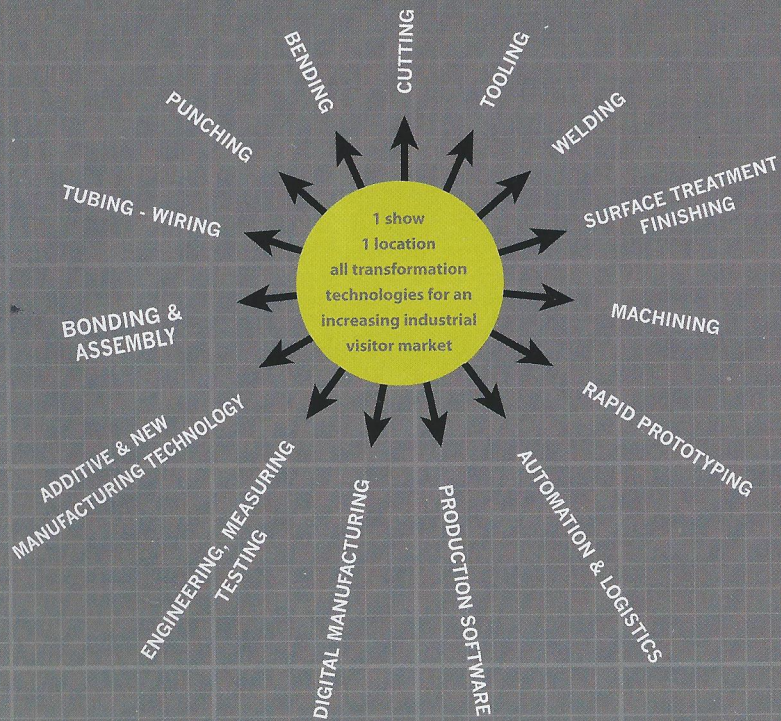 CUTTING
TOOLING
WELDING
SURFACE TREATMENT
FINISHING
MACHINING
RAPID PROTOTYPING
AUTOMATION & LOGISTICS
PRODUCTION SOFTWARE
DIGITAL MANUFACTURING
ENGINEERING, MEASURING
TESTING
ADDITIVE & NEW
MANUFACTURING TECHNOLOGY
BONDING &
ASSEMBLY
TUBING - WIRING
PUNCHING
BENDING
1 show
1 location
all transformation
technologies for an
increasing industrial
visitor market